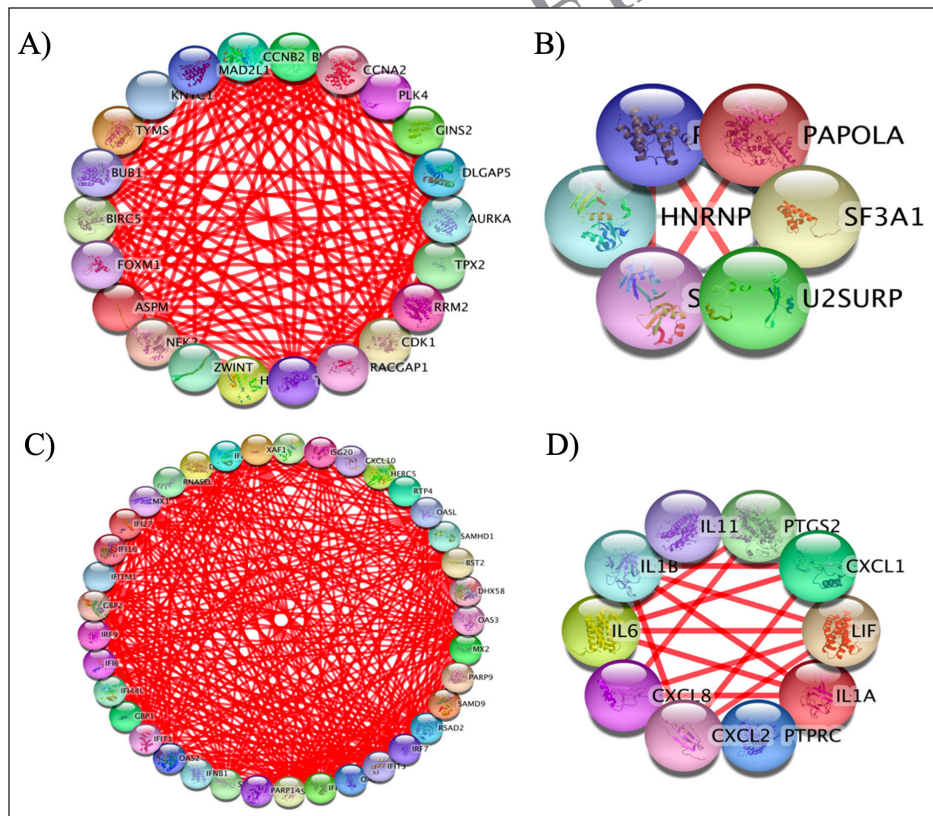 A)
MAD2L1
CCNB2
CCNA2
PLK4
GINS2
DLGAP5
AURKA
TPX2
RRM2
CDK1
RACGAP1
ZWINT
NEK2
ASPM
FOXM1
BIRC5
BUB1
TYMS
KNTC1
B)
PAPOLA
HNRNP
SF3A1
U2SURP
C)
XAF1
ISG20
CXCL10
HERC5
RTP4
OASL
SAMHD1
BST2
DHX58
OAS3
MX2
PARP9
SAMD9
RSAD2
IRF7
IFIT3
PARP14
IFNB1
OAS2
IFIT1
GBP1
IFI44L
IFI6
IRF9
GBP2
IFITM1
IFI16
IFI27
MX1
RNASEL
D)
IL11
PTGS2
IL1B
CXCL1
IL6
LIF
CXCL8
IL1A
CXCL2
PTPRC